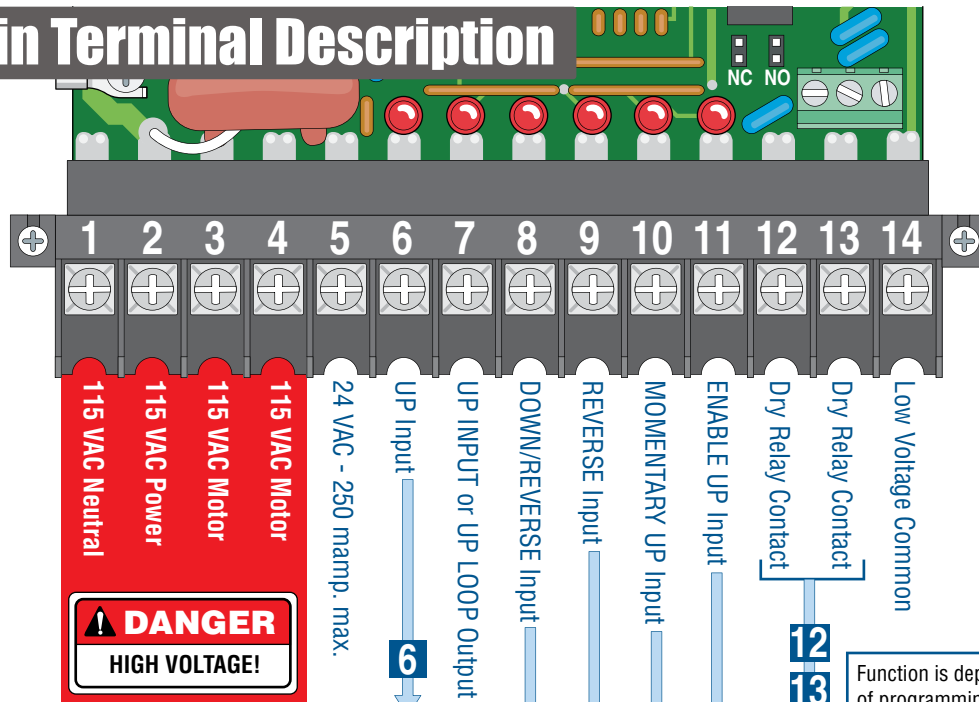 in Terminal Description
NC NO
1 2 3 4 5 6 7 8 9 10 11 12 13 14
115 VAC Neutral
115 VAC Power
115 VAC Motor
115 VAC Motor
24 VAC - 250 mamp. max.
UP Input
UP INPUT or UP LOOP Output
DOWN/REVERSE Input
REVERSE Input
MOMENTARY UP Input
ENABLE UP Input
Dry Relay Contact
Dry Relay Contact
Low Voltage Common
DANGER
HIGH VOLTAGE!
6
12
13
Function is dep
of programmin